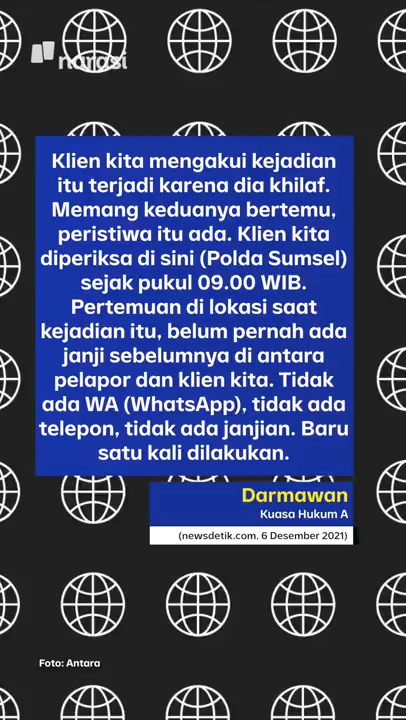 narasi
Klien kita mengakui kejadian
itu terjadi karena dia khilaf.
Memang keduanya bertemu,
peristiwa itu ada. Klien kita
diperiksa di sini (Polda Sumsel)
sejak pukul 09.00 WIB.
Pertemuan di lokasi saat
kejadian itu, belum pernah ada
janji sebelumnya di antara
pelapor dan klien kita. Tidak
ada WA (WhatsApp), tidak ada
telepon, tidak ada janjian. Baru
satu kali dilakukan.
Darmawan
Kuasa Hukum A
(newsdetik.com. 6 Desember 2021)
Foto: Antara